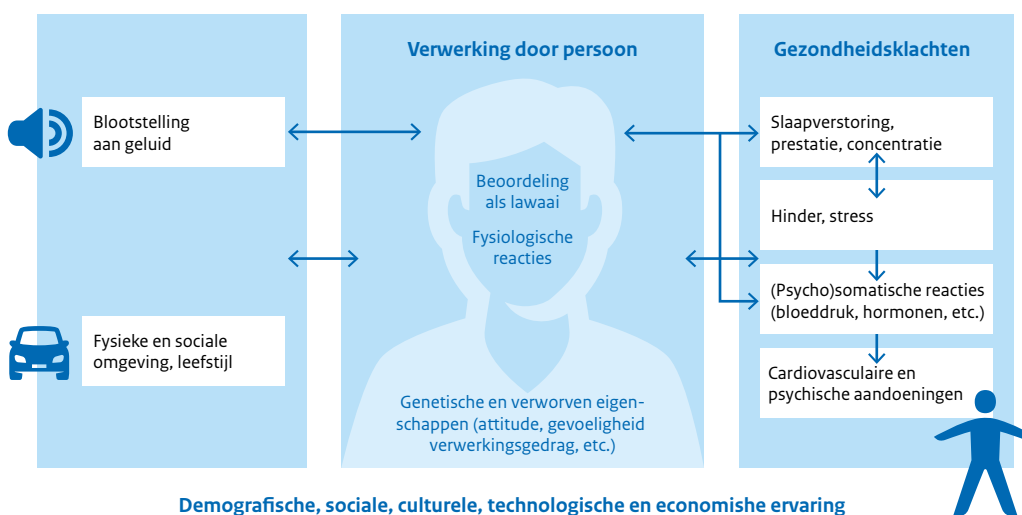 Verwerking door persoon
Gezondheidsklachten
Blootstelling
aan geluid
Fysieke en sociale
omgeving, leefstijl
Beoordeling
als lawaai
Fysiologische
reacties
Genetische en verworven eigen-
schappen (attitude, gevoeligheid
verwerkingsgedrag, etc.)
Slaapverstoring,
prestatie, concentratie
Hinder, stress
(Psycho)somatische reacties
(bloeddruk, hormonen, etc.)
Cardiovasculaire en
psychische aandoeningen
Demografische, sociale, culturele, technologische en economishe ervaring